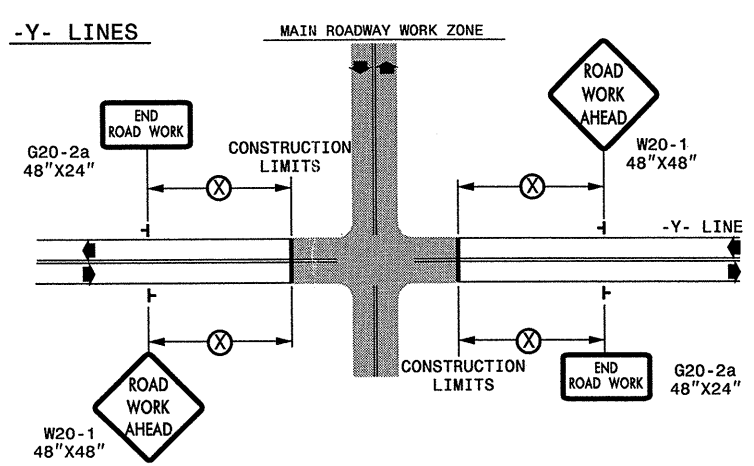 -Y- LINES
MAIN ROADWAY WORK ZONE
END
ROAD WORK
G20-2a
48"X24"
CONSTRUCTION
LIMITS
X
X
ROAD
WORK
AHEAD
W20-1
48"X48"
-Y- LINE
X
X
ROAD
WORK
AHEAD
W20-1
48"X48"
CONSTRUCTION
LIMITS
END
ROAD WORK
G20-2a
48"X24"